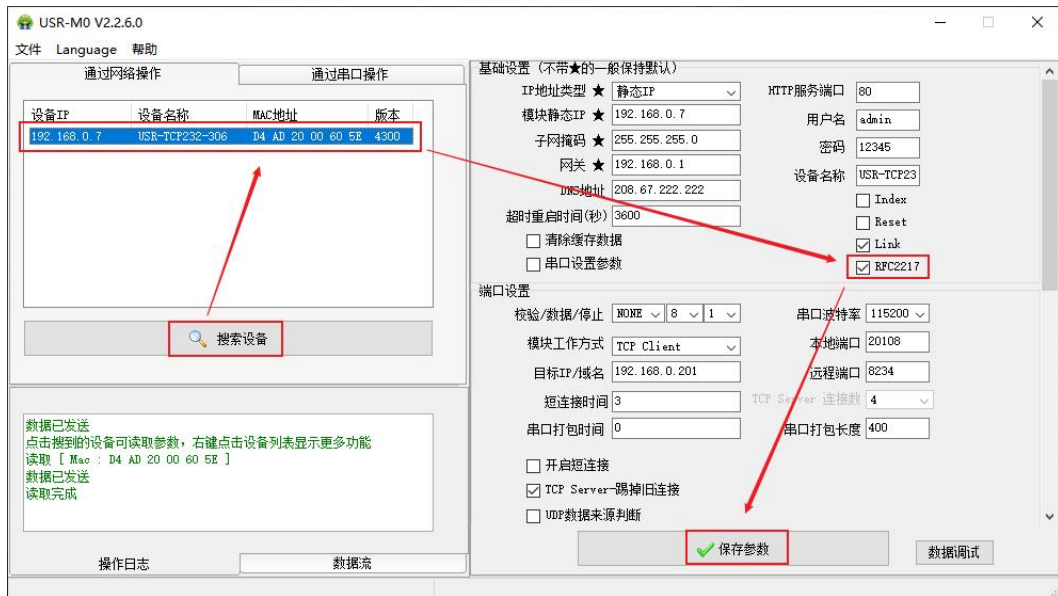 USR-M0 V2.2.6.0
文件 Language 帮助
通过网络操作 通过串口操作
设备IP 设备名称 MAC地址 版本
192.168.0.7 USR-TCP232-306 D4 AD 20 00 60 5E 4300
搜索设备
数据已发送
点击搜到的设备可读取参数，右键点击设备列表显示更多功能
读取 [ Mac : D4 AD 20 00 60 5E ]
数据已发送
读取完成
操作日志 数据流
基础设置 (不带★的一般保持默认)
IP地址类型 ★ 静态IP HTTP服务端口 80
模块静态IP ★ 192.168.0.7 用户名 admin
子网掩码 ★ 255.255.255.0 密码 12345
网关 ★ 192.168.0.1 设备名称 USR-TCP23
DNS地址 208.67.222.222 Index
超时重启时间(秒) 3600 Reset
清除缓存数据 Link
串口设置参数 RFC2217
端口设置
校验/数据/停止 NONE 8 1 串口波特率 115200
模块工作方式 TCP Client 本地端口 20108
目标IP/域名 192.168.0.201 远程端口 8234
短连接时间 3 TCP Server 连接数 4
串口打包时间 0 串口打包长度 400
开启短连接
TCP Server-踢掉旧连接
UDP数据来源判断
保存参数 数据调试